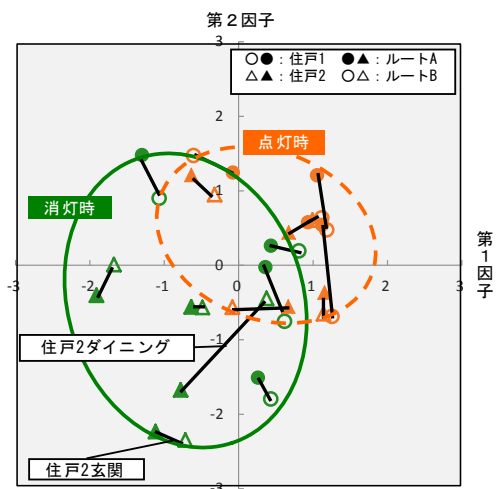 第2因子
3
○●：住戸1　●▲：ルートA
△▲：住戸2　○△：ルートB
2
点灯時
1
消灯時
0
-3
-2
-1
0
1
2
3
第1因子
-1
住戸2ダイニング
-2
住戸2玄関
-3